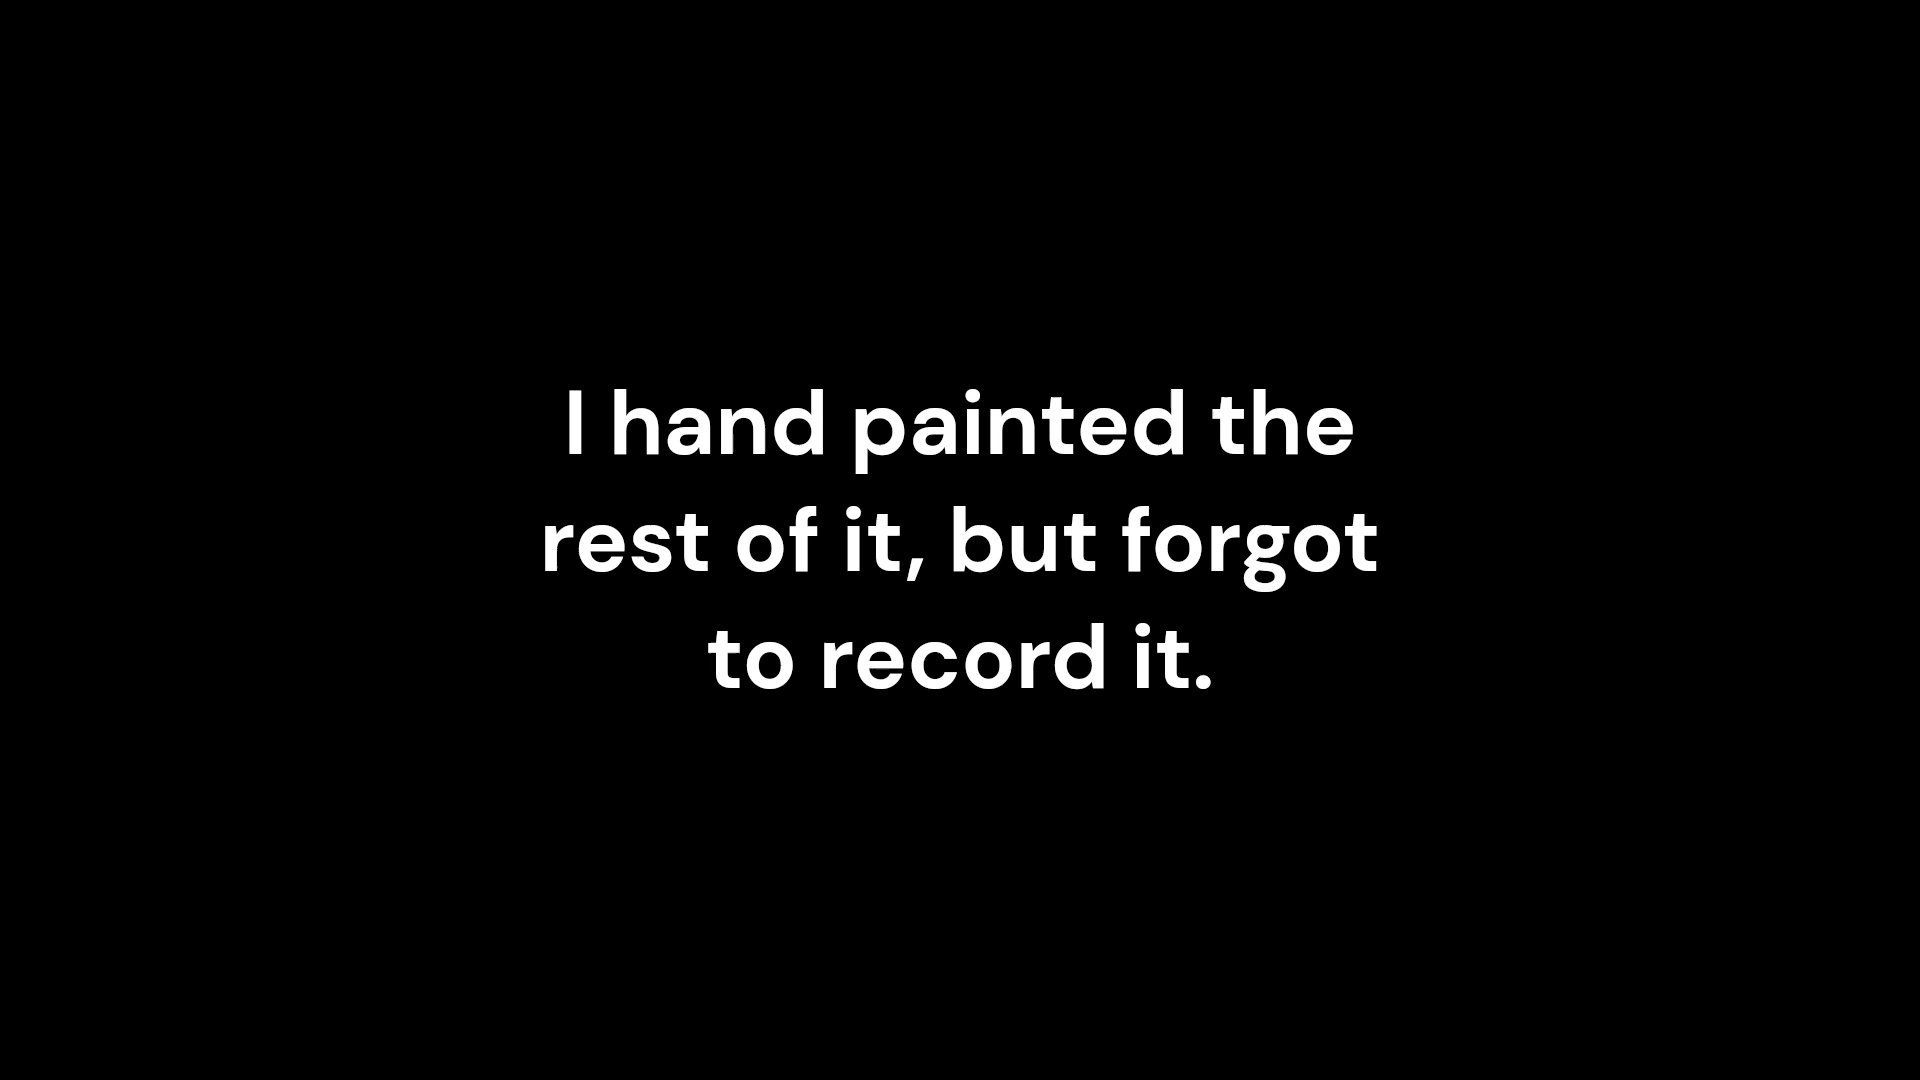 I hand painted the
rest of it, but forgot
to record it.